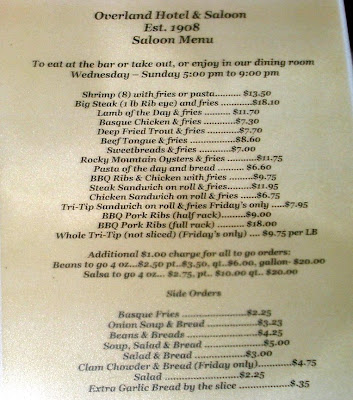 Overland Hotel & Saloon
Est. 1908
Saloon Menu
To eat at the bar or take out, or enjoy in our dining room
Wednesday – Sunday 5:00 pm to 9:00 pm
Shrimp (8) with fries or pasta......... $13.50
Big Steak (1 lb Rib eye) and fries ...........$18.10
Lamb of the Day & fries ......... $11.70
Basque Chicken & fries..........$7.30
Deep Fried Trout & fries ..........$7.70
Beef Tongue & fries ..............$8.60
Sweetbreads & fries ...........$7.00
Rocky Mountain Oysters & fries ...........$11.75
Pasta of the day and bread ......... $6.60
BBQ Ribs & Chicken with fries .........$9.75
Steak Sandwich on roll & fries........$11.95
Chicken Sandwich on roll & fries .....$6.75
Tri-Tip Sandwich on roll & fries Friday's only .....$7.95
BBQ Pork Ribs (half rack).........$9.00
BBQ Pork Ribs (full rack) ......... $18.00
Whole Tri-Tip (not sliced) (Friday's only) .... $9.75 per LB
Additional $1.00 charge for all to go orders:
Beans to go 4 oz...$2.50 pt..$3.50, qt..$6.00, gallon- $20.00
Salsa to go 4 oz... $2.75, pt.. $10.00 qt.. $20.00
Side Orders
Basque Fries ....................$2.25
Onion Soup & Bread ................$3.23
Beans & Breads .................$4.25
Soup, Salad & Bread .................$5.00
Salad & Bread ................$3.00
Clam Chowder & Bread (Friday only)...........$4.75
Salad ..................$2.25
Extra Garlic Bread by the slice ................$.35